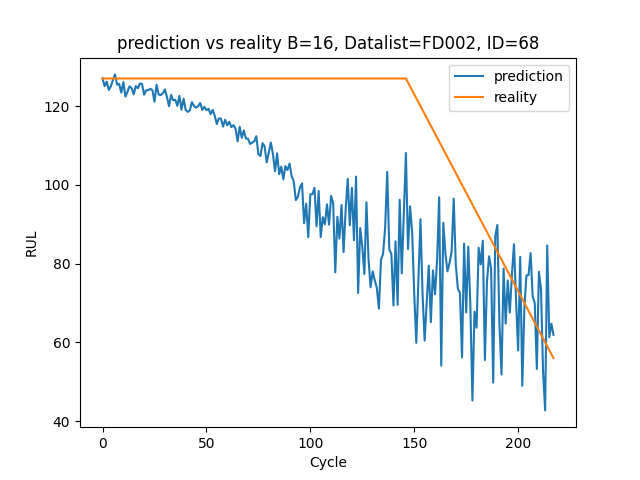 prediction vs reality B=16, Datalist=FD002, ID=68
prediction
reality
RUL
120
100
80
60
40
0
50
100
150
200
Cycle